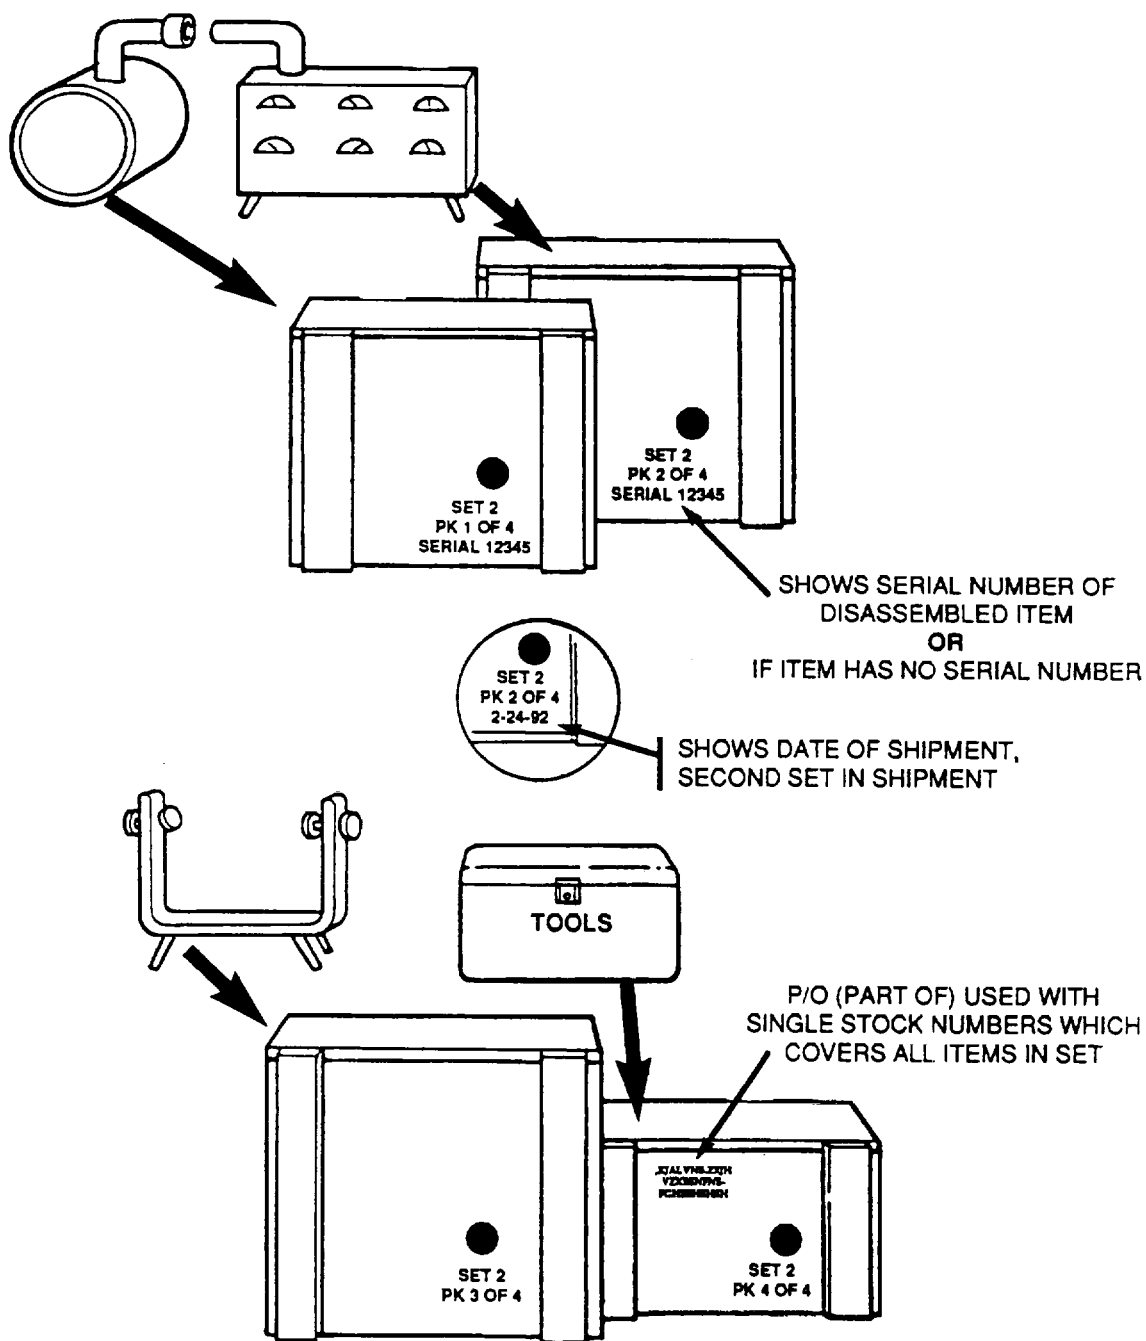 SET 2
PK 2 OF 4
SERIAL 12345
SET 2
PK 1 OF 4
SERIAL 12345
SHOWS SERIAL NUMBER OF
DISASSEMBLED ITEM
OR
IF ITEM HAS NO SERIAL NUMBER
SET 2
PK 2 OF 4
2-24-92
SHOWS DATE OF SHIPMENT,
SECOND SET IN SHIPMENT
TOOLS
P/O (PART OF) USED WITH
SINGLE STOCK NUMBERS WHICH
COVERS ALL ITEMS IN SET
SET 2
PK 3 OF 4
SET 2
PK 4 OF 4